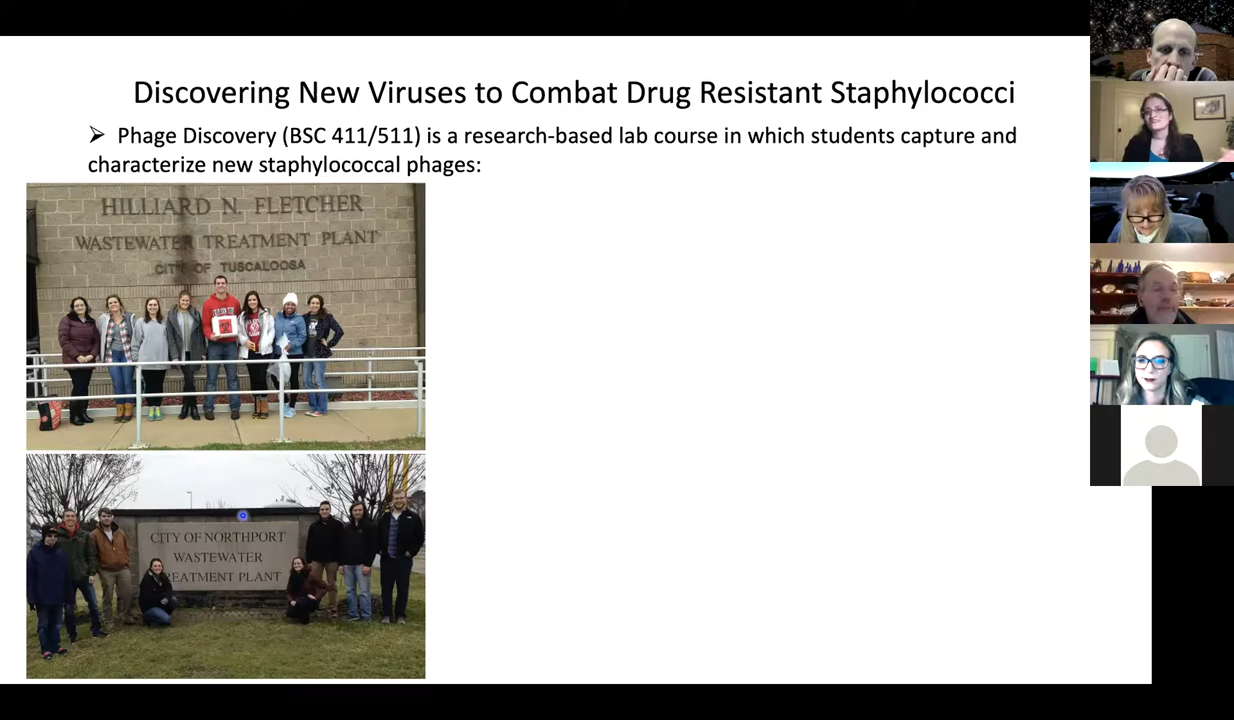 Discovering New Viruses to Combat Drug Resistant Staphylococci
➢ Phage Discovery (BSC 411/511) is a research-based lab course in which students capture and
characterize new staphylococcal phages:
HILLIARD N. FLETCHER
WASTEWATER TREATMENT PLANT
CITY OF TUSCALOOSA
CITY OF NORTHPORT
WASTEWATER
TREATMENT PLANT